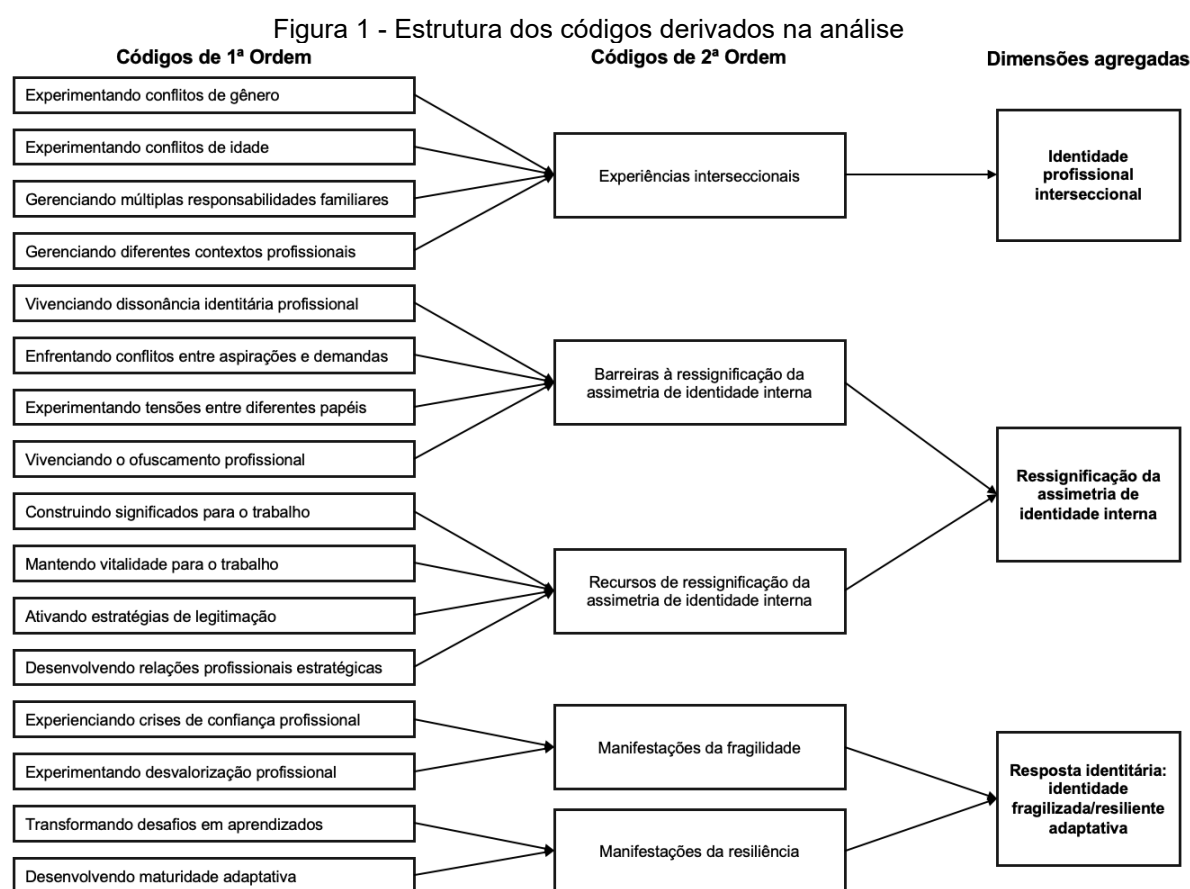 Figura 1 - Estrutura dos códigos derivados na análise
Códigos de 1ª Ordem
Códigos de 2ª Ordem
Dimensões agregadas
Experimentando conflitos de gênero
Experimentando conflitos de idade
Gerenciando múltiplas responsabilidades familiares
Gerenciando diferentes contextos profissionais
Experiências interseccionais
Identidade
profissional
interseccional
Vivenciando dissonância identitária profissional
Enfrentando conflitos entre aspirações e demandas
Experimentando tensões entre diferentes papéis
Vivenciando o ofuscamento profissional
Barreiras à ressignificação da
assimetria de identidade interna
Construindo significados para o trabalho
Mantendo vitalidade para o trabalho
Ativando estratégias de legitimação
Desenvolvendo relações profissionais estratégicas
Recursos de ressignificação da
assimetria de identidade interna
Ressignificação da
assimetria de
identidade interna
Experienciando crises de confiança profissional
Experimentando desvalorização profissional
Manifestações da fragilidade
Transformando desafios em aprendizados
Desenvolvendo maturidade adaptativa
Manifestações da resiliência
Resposta identitária:
identidade
fragilizada/resiliente
adaptativa